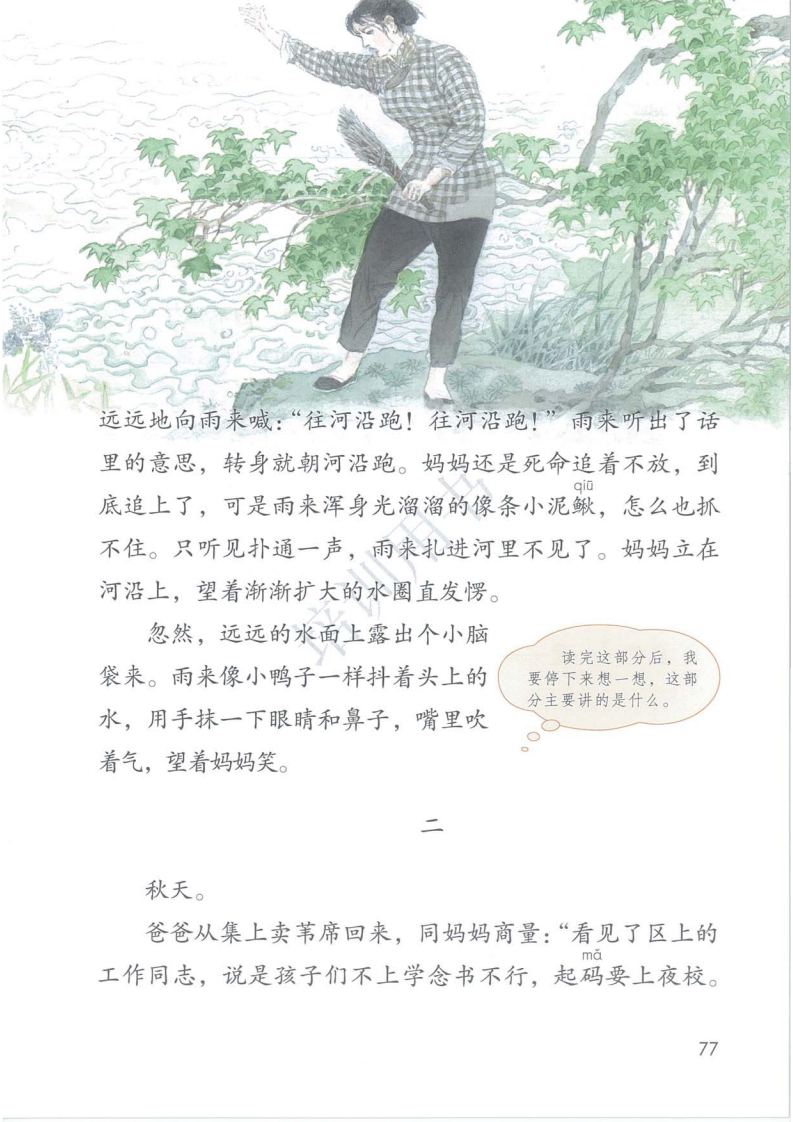 远远地向雨来喊：“往河沿跑！往河沿跑！”雨来听出了话
里的意思，转身就朝河沿跑。妈妈还是死命追着不放，到
qiū
底追上了，可是雨来浑身光溜溜的像条小泥鳅，怎么也抓
不住。只听见扑通一声，雨来扎进河里不见了。妈妈立在
河沿上，望着渐渐扩大的水圈直发愣。
忽然，远远的水面上露出个小脑
袋来。雨来像小鸭子一样抖着头上的
水，用手抹一下眼睛和鼻子，嘴里吹
着气，望着妈妈笑。
读完这部分后，我
要停下来想一想，这部
分主要讲的是什么。
二
秋天。
爸爸从集上卖苇席回来，同妈妈商量：“看见了区上的
mǎ
工作同志，说是孩子们不上学念书不行，起码要上夜校。
77
培训用书